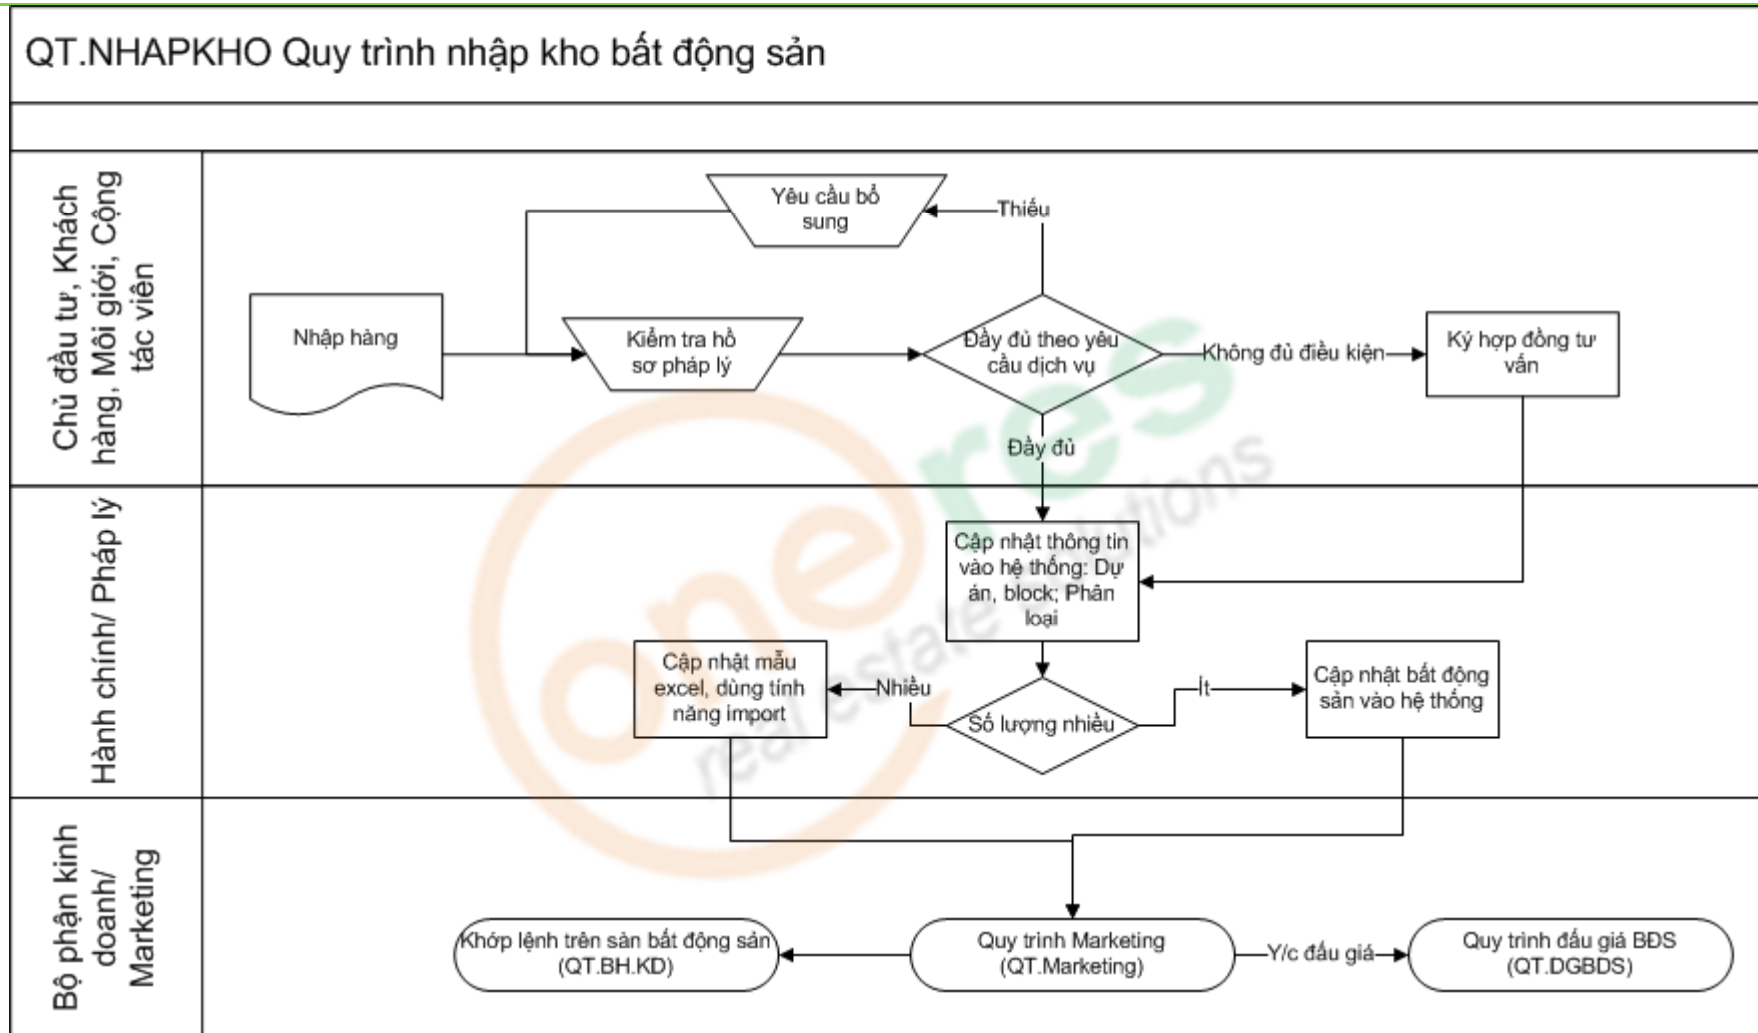 QT.NHAPKHO Quy trình nhập kho bất động sản
Chủ đầu tư, Khách
hàng, Môi giới, Cộng
tác viên
Yêu cầu bổ
sung
Thiếu
Nhập hàng
Kiểm tra hồ
sơ pháp lý
Đầy đủ theo yêu
cầu dịch vụ
Không đủ điều kiện
Ký hợp đồng tư
vấn
Đầy đủ
Hành chính/ Pháp lý
Cập nhật thông tin
vào hệ thống: Dự
án, block; Phân
loại
Cập nhật mẫu
excel, dùng tính
năng import
Nhiều
Số lượng nhiều
Ít
Cập nhật bất động
sản vào hệ thống
Bộ phận kinh
doanh/
Marketing
Khớp lệnh trên sàn bất động sản
(QT.BH.KD)
Quy trình Marketing
(QT.Marketing)
Y/c đấu giá
Quy trình đấu giá BĐS
(QT.DGBDS)
oneres
real estate solutions